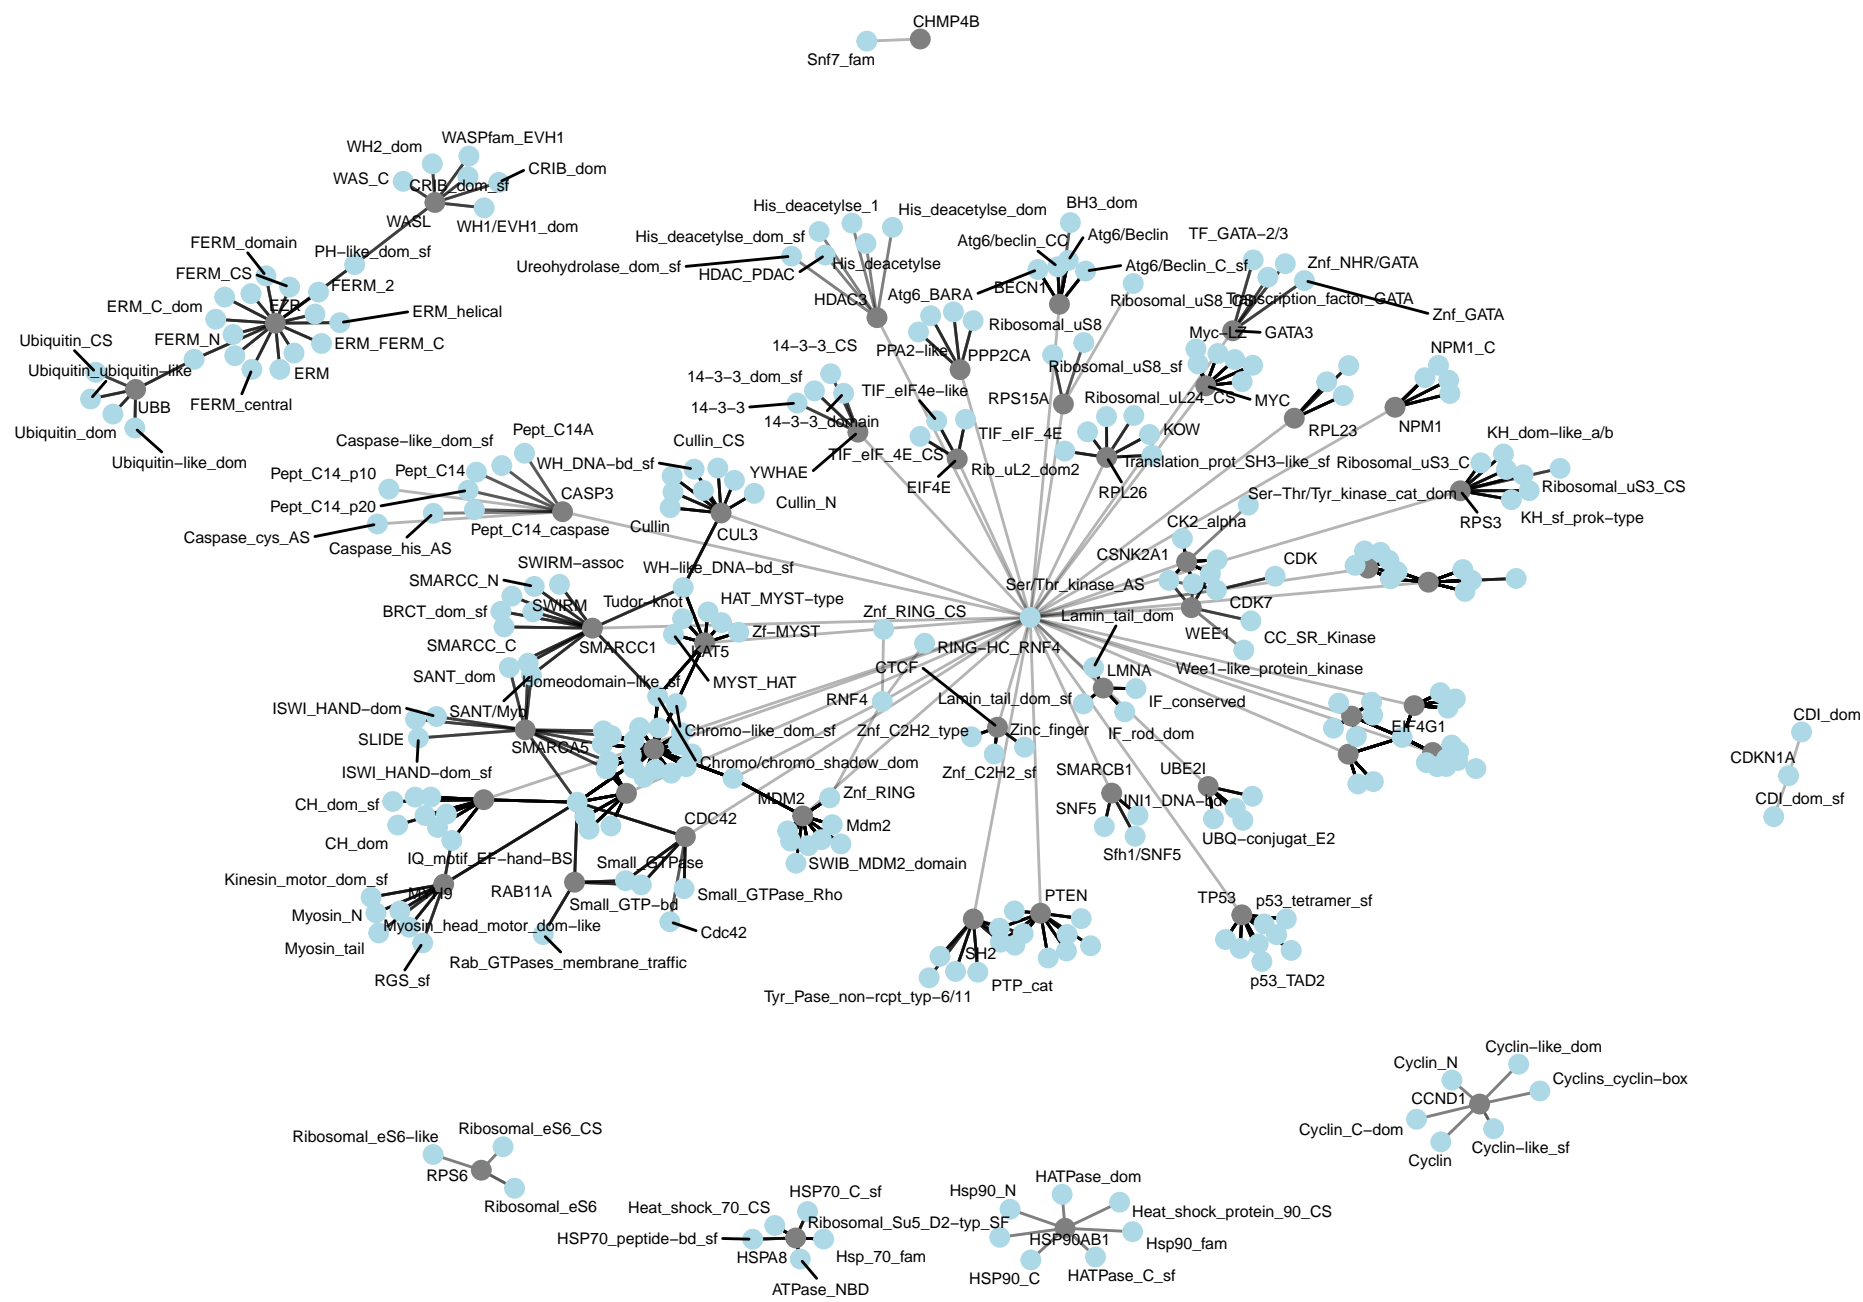 CHMP4B
Snf7_fam
WASPfam_EVH1
WH2_dom
CRIB_dom
WAS_C
CRIB_dom_sf
WASL
WH1/EVH1_dom
FERM_domain
PH-like_dom_sf
FERM_CS
FERM_2
ERM_C_dom
EZR
ERM_helical
Ubiquitin_CS
FERM_N
ERM_FERM_C
Ubiquitin_ubiquitin-like
ERM
UBB
FERM_central
Ubiquitin_dom
Ubiquitin-like_dom
His_deacetylse_1
His_deacetylse_dom
BH3_dom
His_deacetylse_dom_sf
Atg6/beclin_CC
Atg6/Beclin
TF_GATA-2/3
Ureohydrolase_dom_sf
HDAC_PDAC
His_deacetylse
Atg6/Beclin_C_sf
Znf_NHR/GATA
BECN1
HDAC3
Atg6_BARA
Ribosomal_uS8_CS
Transcription_factor_GATA
Znf_GATA
Ribosomal_uS8
Myc-LZ
GATA3
14-3-3_CS
PPA2-like
PPP2CA
NPM1_C
Ribosomal_uS8_sf
14-3-3_dom_sf
TIF_eIF4e-like
RPS15A
Ribosomal_uL24_CS
MYC
14-3-3
14-3-3_domain
TIF_eIF_4E
KOW
RPL23
NPM1
Caspase-like_dom_sf
Pept_C14A
Cullin_CS
KH_dom-like_a/b
Pept_C14_p10
Pept_C14
WH_DNA-bd_sf
YWHAE
TIF_eIF_4E_CS
Rib_uL2_dom2
Translation_prot_SH3-like_sf
Ribosomal_uS3_C
Pept_C14_p20
CASP3
Cullin_N
EIF4E
RPL26
Ser-Thr/Tyr_kinase_cat_dom
Ribosomal_uS3_CS
Pept_C14_caspase
Cullin
CUL3
CK2_alpha
RPS3
KH_sf_prok-type
Caspase_cys_AS
Caspase_his_AS
CSNK2A1
CDK
SWIRM-assoc
WH-like_DNA-bd_sf
SMARCC_N
Ser/Thr_kinase_AS
BRCT_dom_sf
SWIRM
Tudor-knot
HAT_MYST-type
Znf_RING_CS
Lamin_tail_dom
CDK7
Zf-MYST
WEE1
SMARCC_C
SMARCC1
KAT5
RING-HC_RNF4
CC_SR_Kinase
CTCF
LMNA
Wee1-like_protein_kinase
SANT_dom
Homeodomain-like_sf
MYST_HAT
ISWI_HAND-dom
SANT/Myb
RNF4
Lamin_tail_dom_sf
IF_conserved
CDI_dom
SLIDE
SMARCA5
Chromo-like_dom_sf
Znf_C2H2_type
Zinc_finger
IF_rod_dom
EIF4G1
CDKN1A
ISWI_HAND-dom_sf
Chromo/chromo_shadow_dom
Znf_C2H2_sf
SMARCB1
UBE2I
CH_dom_sf
MDM2
Znf_RING
SNF5
INI1_DNA-bd
CDI_dom_sf
CDC42
Mdm2
CH_dom
UBQ-conjugat_E2
IQ_motif_EF-hand-BS
Small_GTPase
SWIB_MDM2_domain
Sfh1/SNF5
Kinesin_motor_dom_sf
MYH9
RAB11A
Small_GTPase_Rho
PTEN
TP53
p53_tetramer_sf
Myosin_N
Small_GTP-bd
Myosin_head_motor_dom-like
Cdc42
Myosin_tail
SH2
RGS_sf
Rab_GTPases_membrane_traffic
Tyr_Pase_non-rcpt_typ-6/11
PTP_cat
p53_TAD2
Cyclin-like_dom
Cyclin_N
Cyclins_cyclin-box
CCND1
Cyclin_C-dom
Cyclin
Cyclin-like_sf
Ribosomal_eS6-like
Ribosomal_eS6_CS
RPS6
Ribosomal_eS6
HSP70_C_sf
Heat_shock_70_CS
Ribosomal_Su5_D2-typ_SF
HSP70_peptide-bd_sf
HSPA8
Hsp_70_fam
ATPase_NBD
HATPase_dom
Hsp90_N
Heat_shock_protein_90_CS
HSP90AB1
Hsp90_fam
HSP90_C
HATPase_C_sf